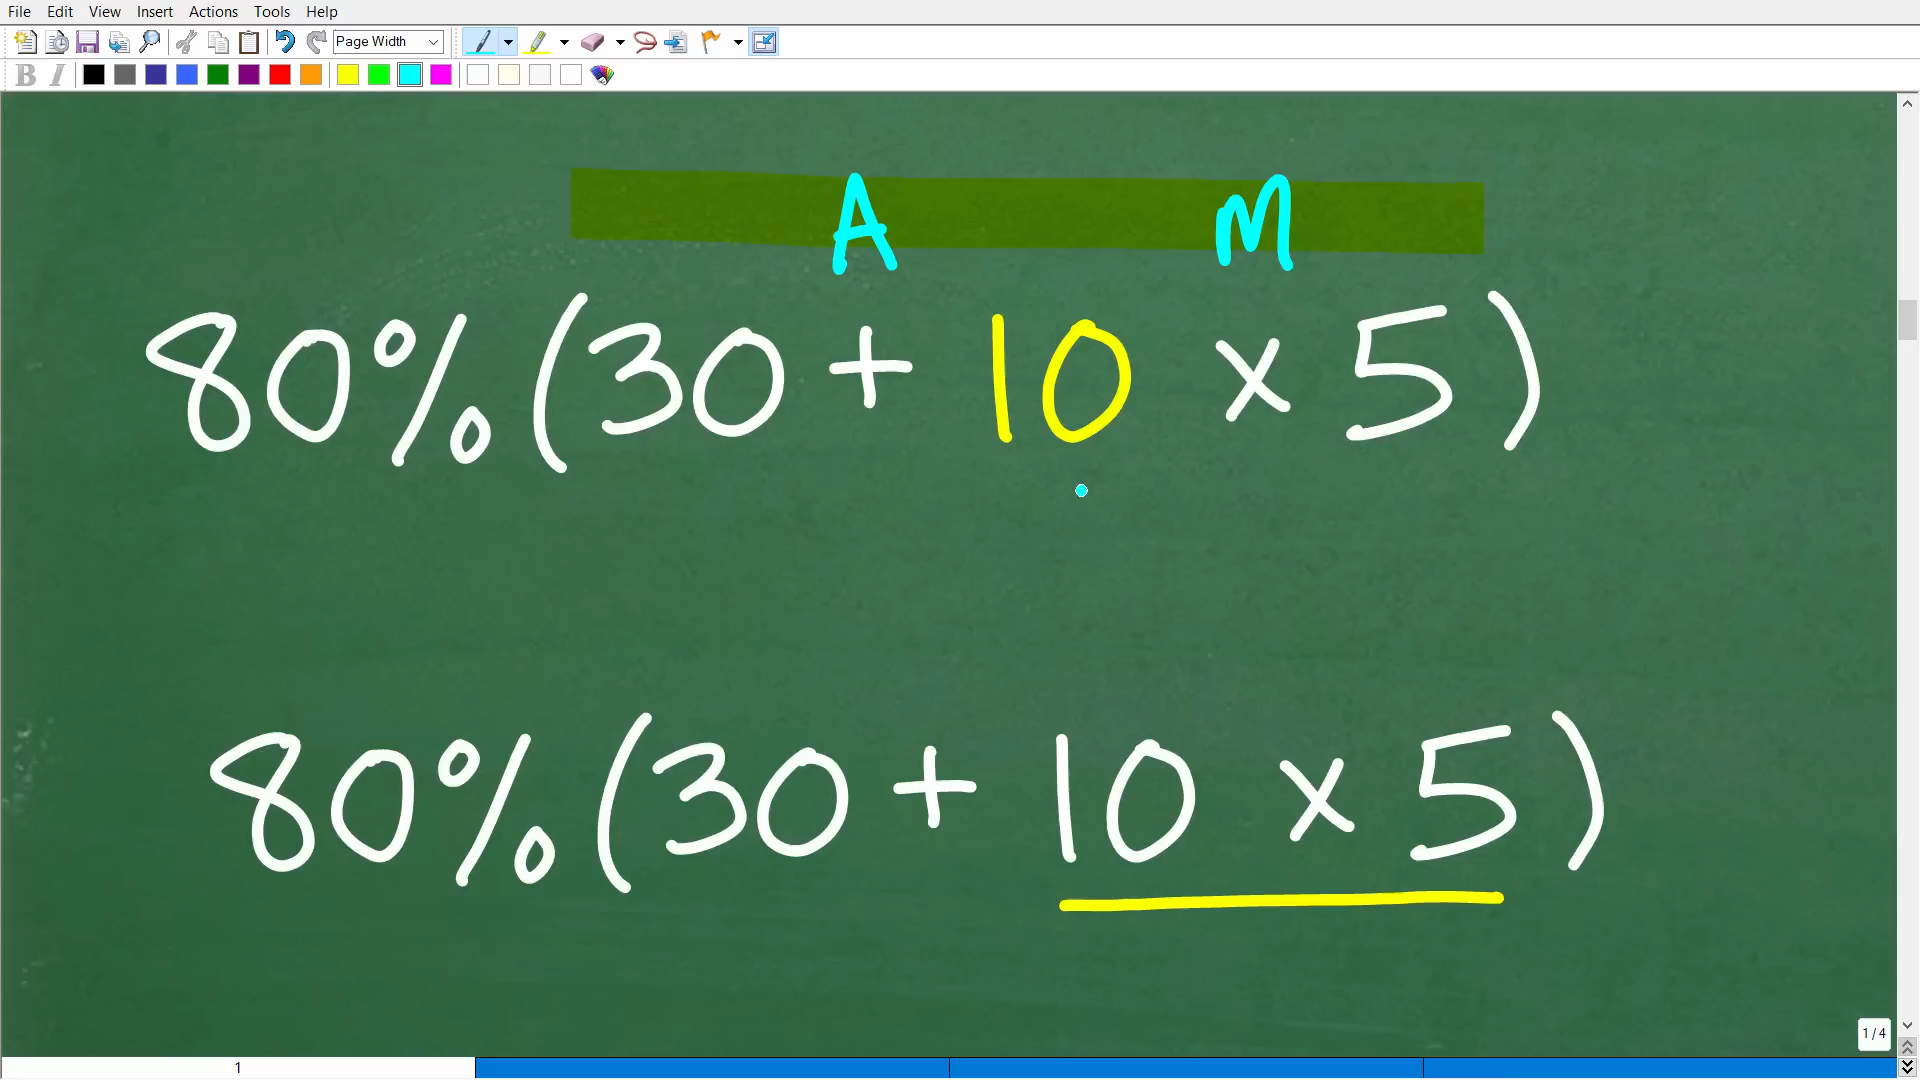 File Edit View Insert Actions Tools Help
Page Width
B I
A M
80%(30 + 10 x 5)
80%(30 + 10 x 5)
1 / 4
1